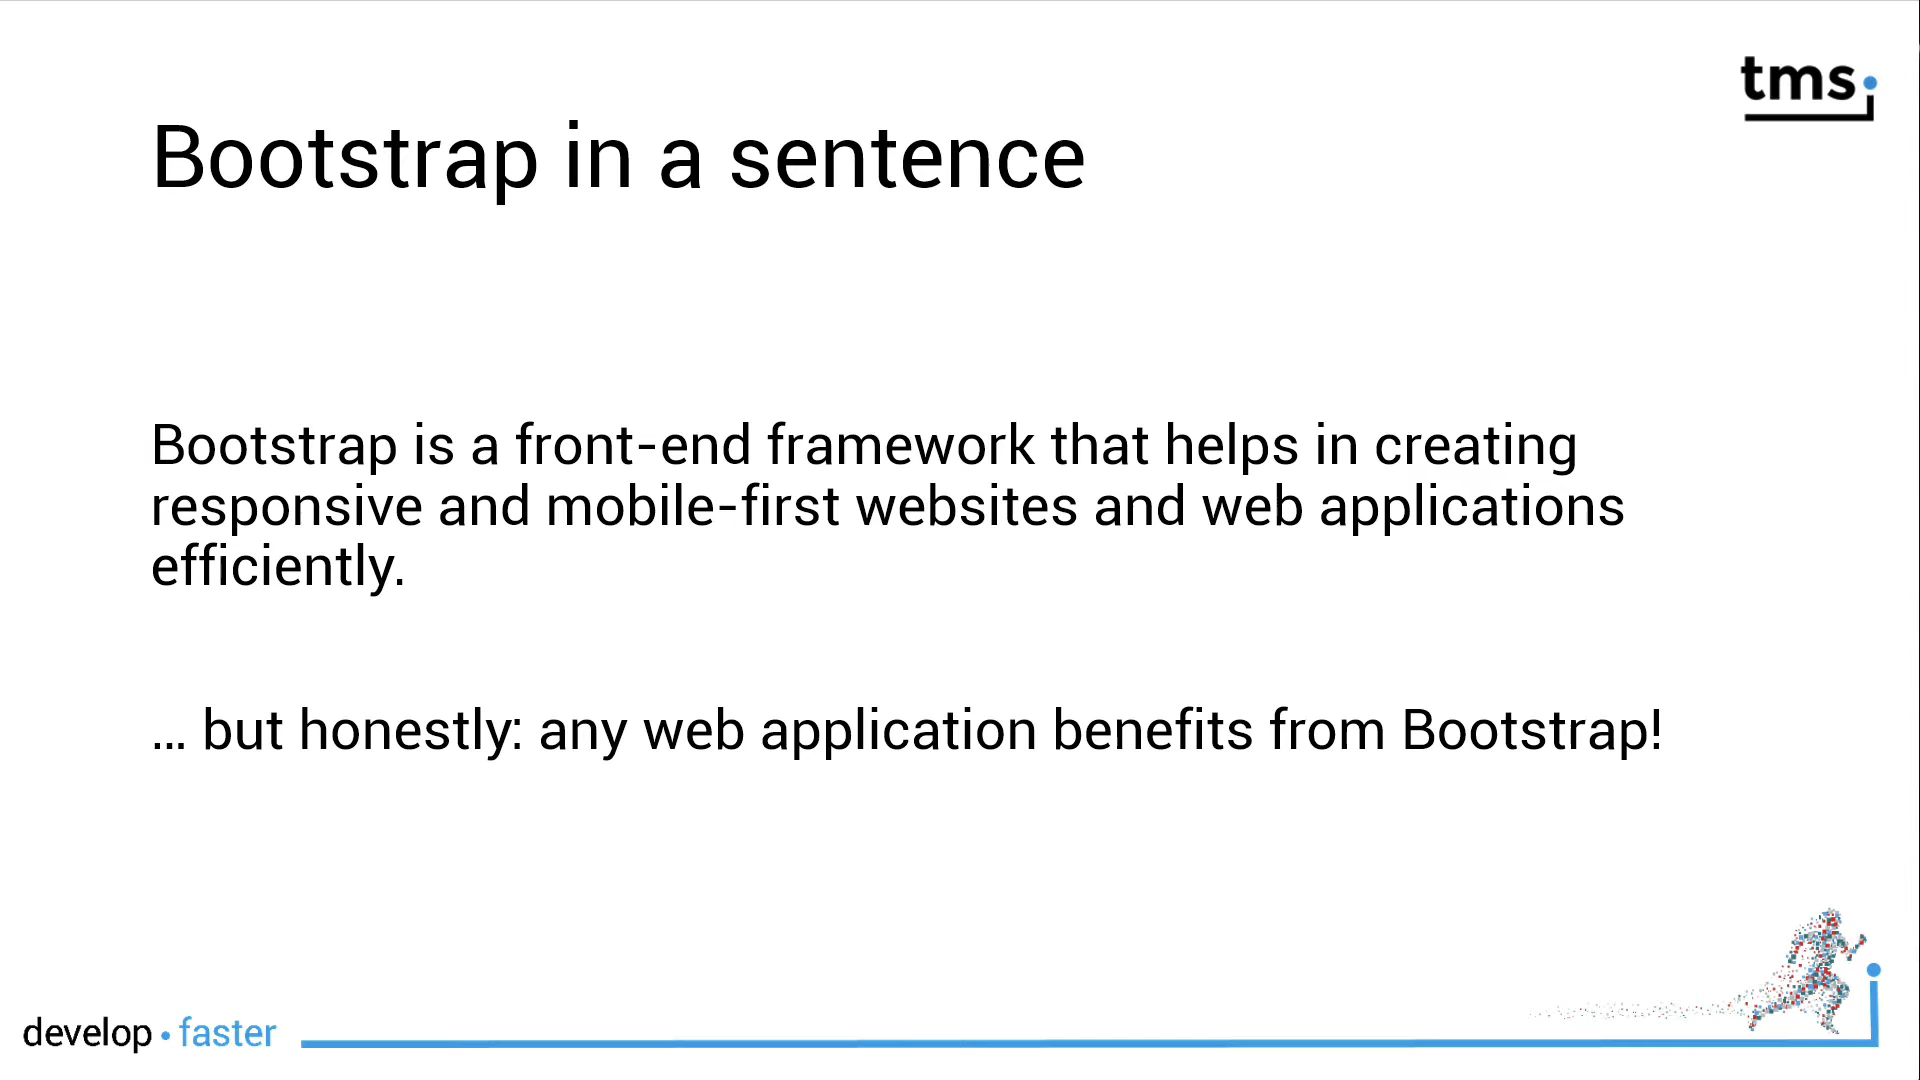 tms
Bootstrap in a sentence
Bootstrap is a front-end framework that helps in creating
responsive and mobile-first websites and web applications
efficiently.
... but honestly: any web application benefits from Bootstrap!
develop • faster